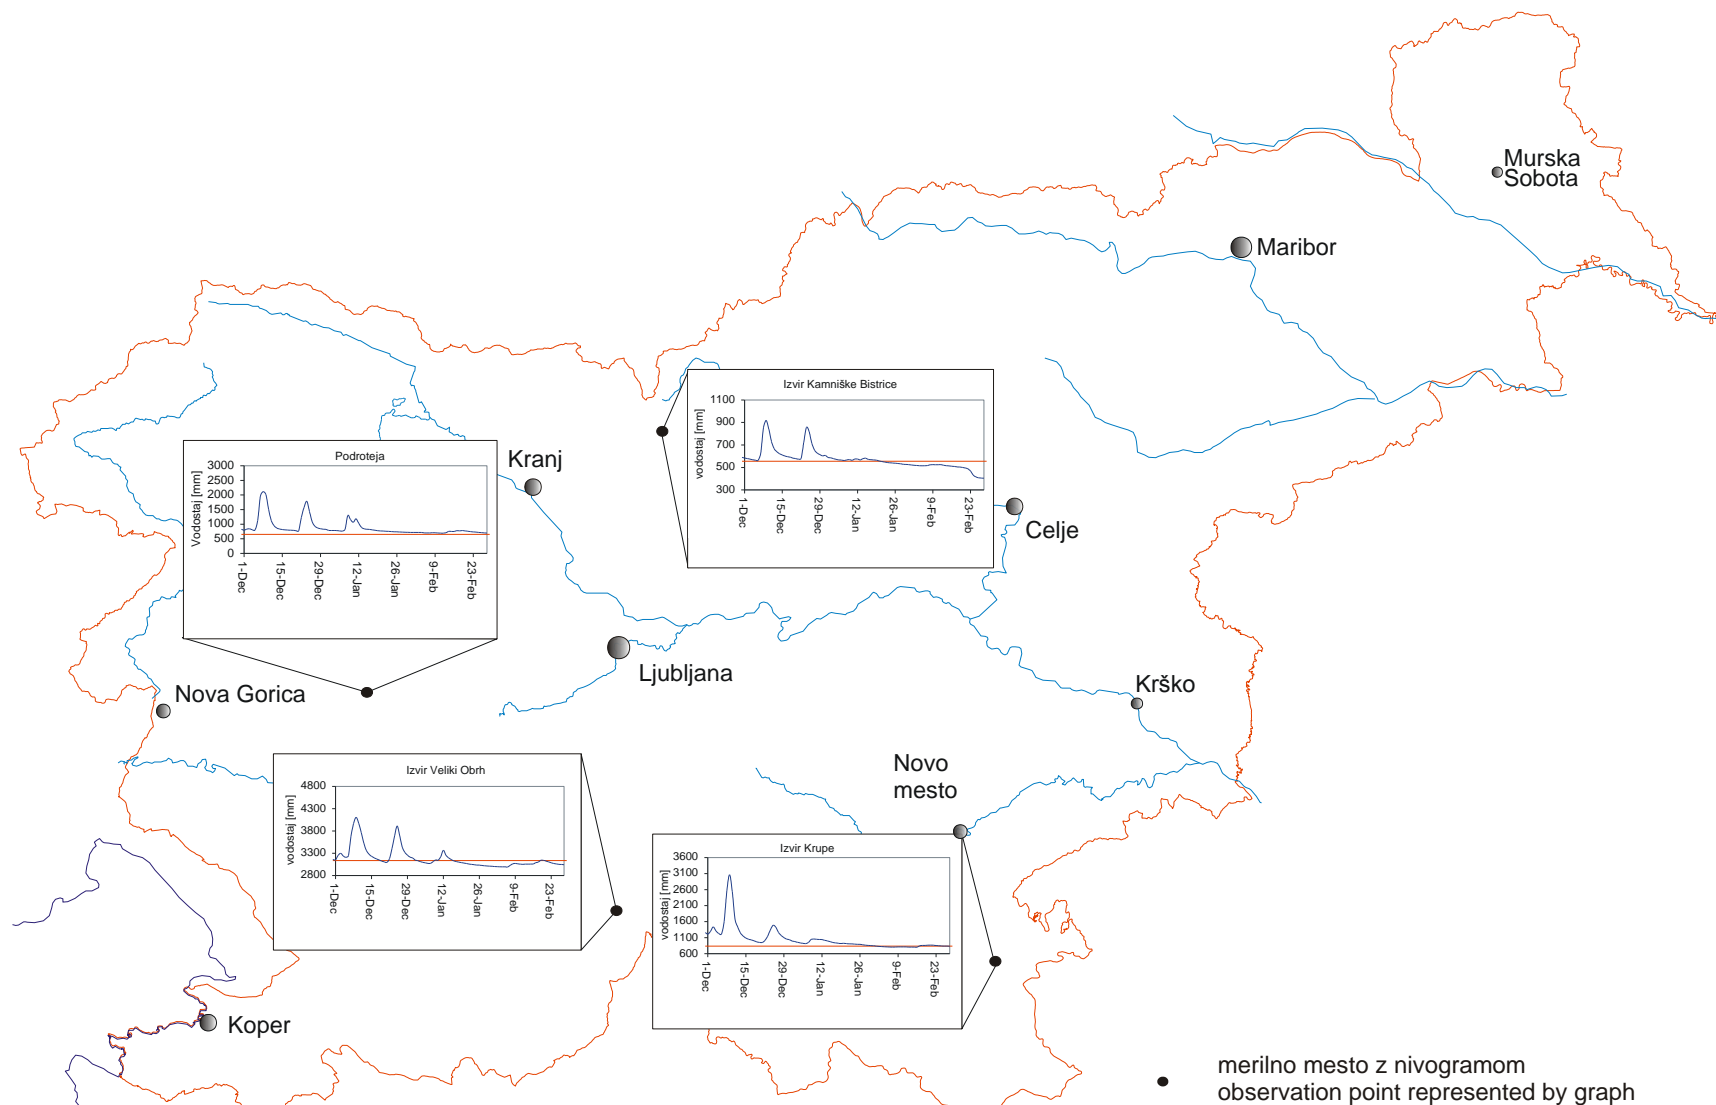 Murska
Sobota
Maribor
Izvir Kamniške Bistrice
vodostaj [mm]
1100
900
700
500
300
1-Dec
15-Dec
29-Dec
12-Jan
26-Jan
9-Feb
23-Feb
Podroteja
Vodostaj [mm]
3000
2500
2000
1500
1000
500
0
1-Dec
15-Dec
29-Dec
12-Jan
26-Jan
9-Feb
23-Feb
Kranj
Celje
Ljubljana
Nova Gorica
Krško
Izvir Veliki Obrh
vodostaj [mm]
4800
4300
3800
3300
2800
1-Dec
15-Dec
29-Dec
12-Jan
26-Jan
9-Feb
23-Feb
Novo
mesto
Izvir Krupe
vodostaj [mm]
3600
3100
2600
2100
1600
1100
600
1-Dec
15-Dec
29-Dec
12-Jan
26-Jan
9-Feb
23-Feb
Koper
merilno mesto z nivogramom
observation point represented by graph